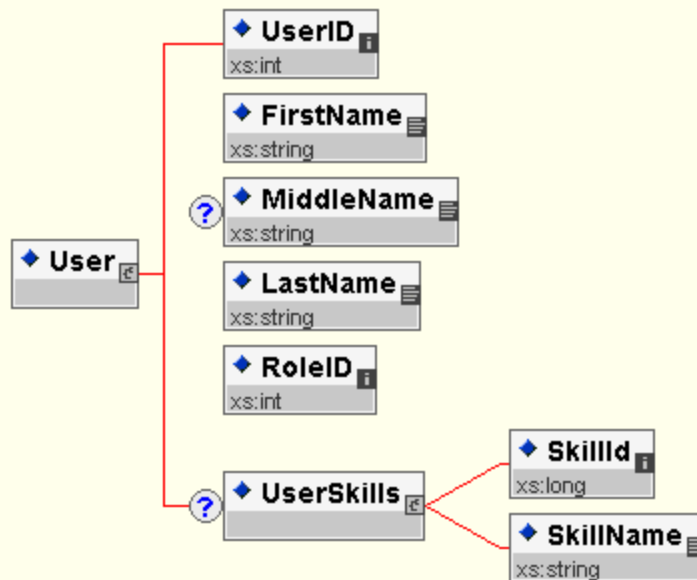 UserID
xs:int
FirstName
xs:string
?
MiddleName
xs:string
User
LastName
xs:string
RoleID
xs:int
?
UserSkills
SkillId
xs:long
SkillName
xs:string